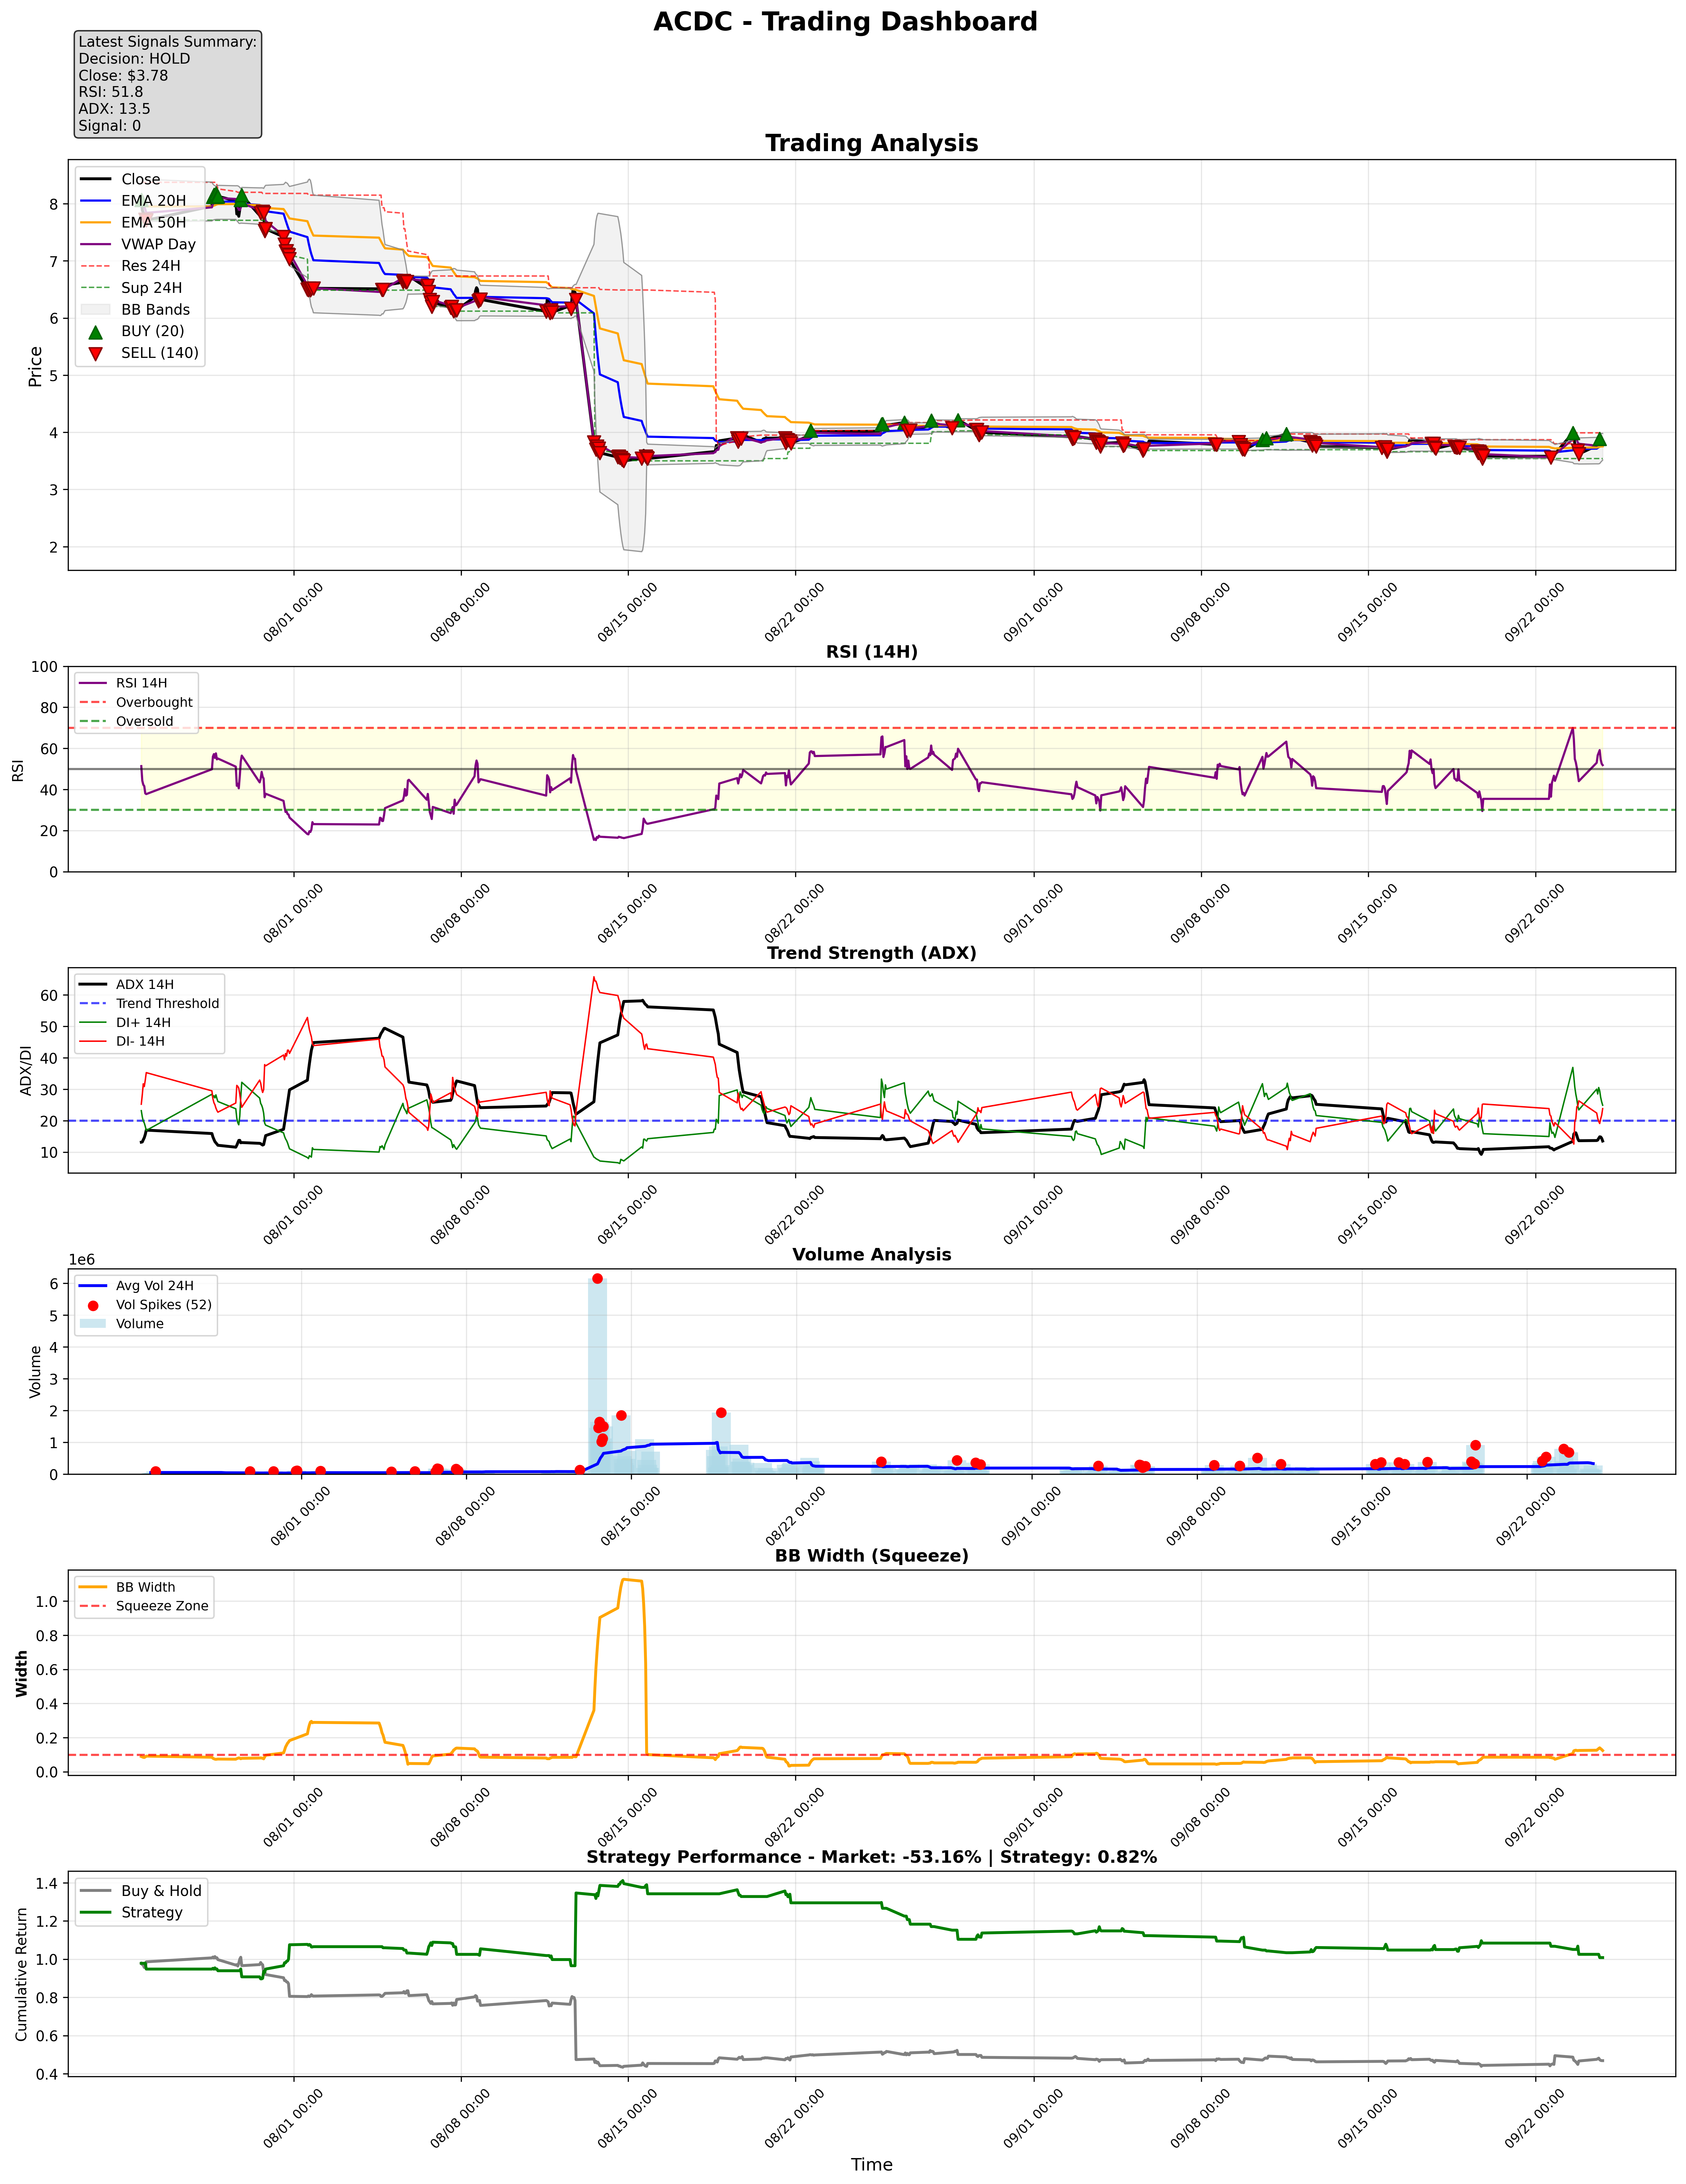 ACDC - Trading Dashboard
Latest Signals Summary:
Decision: HOLD
Close: $3.78
RSI: 51.8
ADX: 13.5
Signal: 0
Trading Analysis
Price
8
7
6
5
4
3
2
Close
EMA 20H
EMA 50H
VWAP Day
Res 24H
Sup 24H
BB Bands
BUY (20)
SELL (140)
08/01 00:00
08/08 00:00
08/15 00:00
08/22 00:00
09/01 00:00
09/08 00:00
09/15 00:00
09/22 00:00
RSI (14H)
RSI
100
80
60
40
20
0
RSI 14H
Overbought
Oversold
08/01 00:00
08/08 00:00
08/15 00:00
08/22 00:00
09/01 00:00
09/08 00:00
09/15 00:00
09/22 00:00
Trend Strength (ADX)
ADX/DI
60
50
40
30
20
10
ADX 14H
Trend Threshold
DI+ 14H
DI- 14H
08/01 00:00
08/08 00:00
08/15 00:00
08/22 00:00
09/01 00:00
09/08 00:00
09/15 00:00
09/22 00:00
Volume Analysis
1e6
Volume
6
5
4
3
2
1
0
Avg Vol 24H
Vol Spikes (52)
Volume
08/01 00:00
08/08 00:00
08/15 00:00
08/22 00:00
09/01 00:00
09/08 00:00
09/15 00:00
09/22 00:00
BB Width (Squeeze)
Width
1.0
0.8
0.6
0.4
0.2
0.0
BB Width
Squeeze Zone
08/01 00:00
08/08 00:00
08/15 00:00
08/22 00:00
09/01 00:00
09/08 00:00
09/15 00:00
09/22 00:00
Strategy Performance - Market: -53.16% | Strategy: 0.82%
Cumulative Return
1.4
1.2
1.0
0.8
0.6
0.4
Buy & Hold
Strategy
08/01 00:00
08/08 00:00
08/15 00:00
08/22 00:00
09/01 00:00
09/08 00:00
09/15 00:00
09/22 00:00
Time